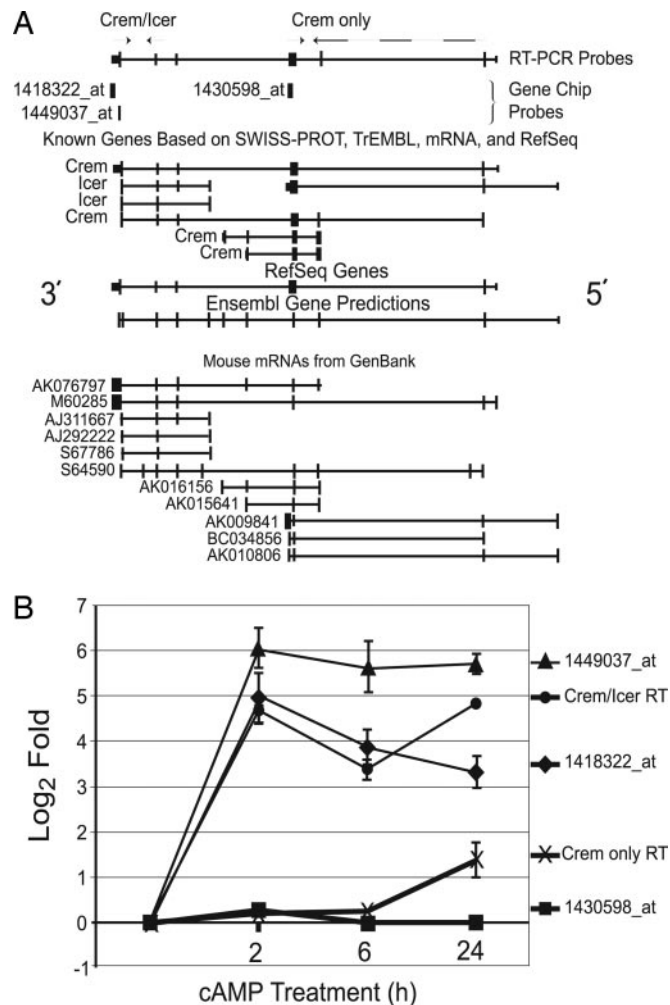 A
Crem/Icer Crem only
RT-PCR Probes
1418322_at 1430598_at Gene Chip
1449037_at Probes
Known Genes Based on SWISS-PROT, TrEMBL, mRNA, and RefSeq
Crem
Icer
Icer
Crem
Crem
Crem
RefSeq Genes
3′ 5′
Ensembl Gene Predictions
Mouse mRNAs from GenBank
AK076797
M60285
AJ311667
AJ292222
S67786
S64590
AK016156
AK015641
AK009841
BC034856
AK010806
B
7
6
5
4
3
2
1
0
-1
Log2 Fold
1449037_at
Crem/Icer RT
1418322_at
Crem only RT
1430598_at
2 6 24
cAMP Treatment (h)